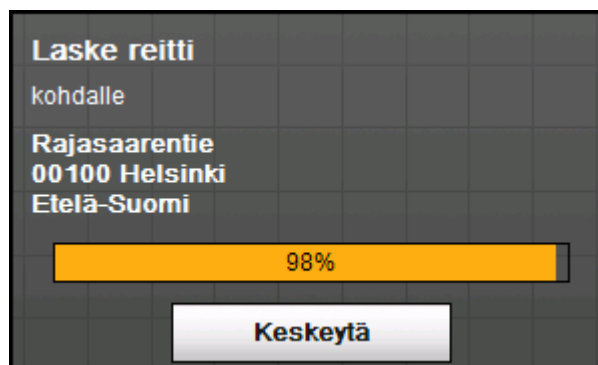 Laske reitti
kohdalle
Rajasaarentie
00100 Helsinki
Etelä-Suomi
98%
Keskeytä